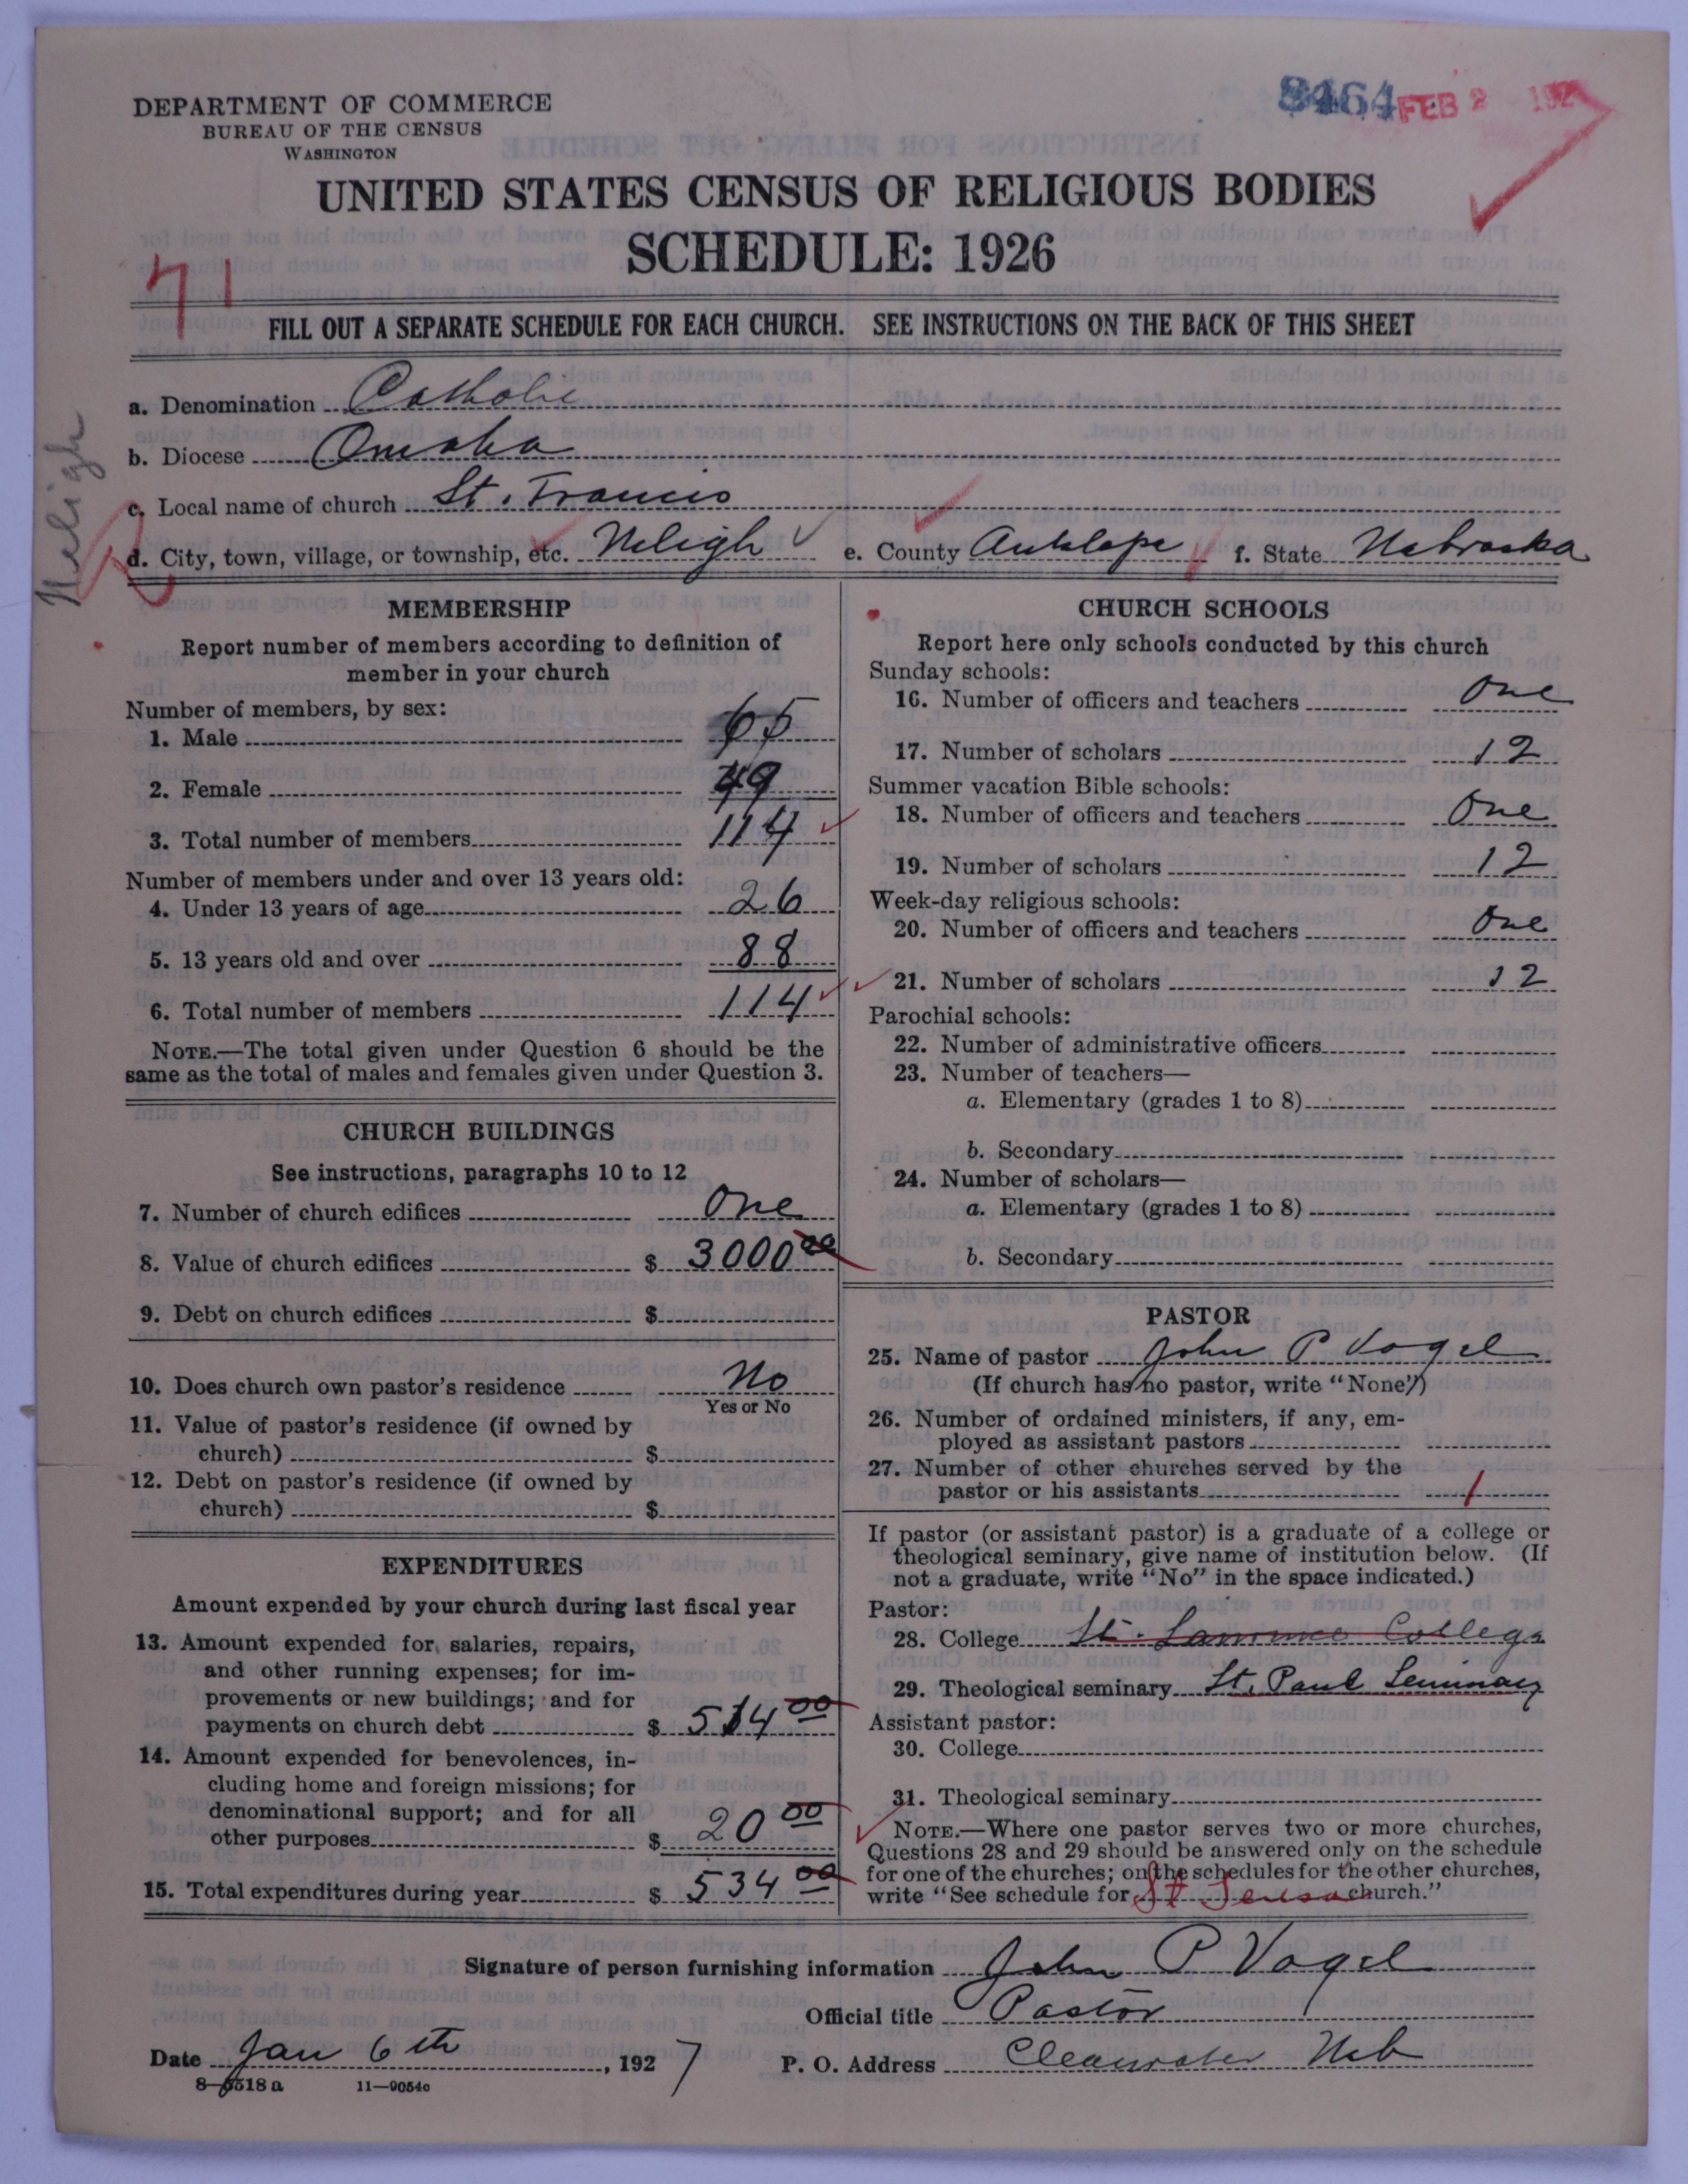 DEPARTMENT OF COMMERCE
BUREAU OF THE CENSUS
WASHINGTON
3464
FEB 2 192
UNITED STATES CENSUS OF RELIGIOUS BODIES
SCHEDULE: 1926
71
FILL OUT A SEPARATE SCHEDULE FOR EACH CHURCH. SEE INSTRUCTIONS ON THE BACK OF THIS SHEET
Neligh
a. Denomination Catholic
b. Diocese Omaha
c. Local name of church St. Francis
d. City, town, village, or township, etc. Neligh e. County Antelope f. State Nebraska
MEMBERSHIP
Report number of members according to definition of
member in your church
Number of members, by sex:
1. Male 65
2. Female 49
3. Total number of members 114
Number of members under and over 13 years old:
4. Under 13 years of age 26
5. 13 years old and over 88
6. Total number of members 114
NOTE.—The total given under Question 6 should be the
same as the total of males and females given under Question 3.
CHURCH BUILDINGS
See instructions, paragraphs 10 to 12
7. Number of church edifices One
8. Value of church edifices $ 3000 00
9. Debt on church edifices $
10. Does church own pastor's residence No
Yes or No
11. Value of pastor's residence (if owned by
church) $
12. Debt on pastor's residence (if owned by
church) $
EXPENDITURES
Amount expended by your church during last fiscal year
13. Amount expended for salaries, repairs,
and other running expenses; for im-
provements or new buildings; and for
payments on church debt $ 514 00
14. Amount expended for benevolences, in-
cluding home and foreign missions; for
denominational support; and for all
other purposes $ 20 00
15. Total expenditures during year $ 534 00
CHURCH SCHOOLS
Report here only schools conducted by this church
Sunday schools:
16. Number of officers and teachers One
17. Number of scholars 12
Summer vacation Bible schools:
18. Number of officers and teachers One
19. Number of scholars 12
Week-day religious schools:
20. Number of officers and teachers One
21. Number of scholars 12
Parochial schools:
22. Number of administrative officers
23. Number of teachers—
a. Elementary (grades 1 to 8)
b. Secondary
24. Number of scholars—
a. Elementary (grades 1 to 8)
b. Secondary
PASTOR
25. Name of pastor John P Vogel
(If church has no pastor, write "None")
26. Number of ordained ministers, if any, em-
ployed as assistant pastors
27. Number of other churches served by the
pastor or his assistants 1
If pastor (or assistant pastor) is a graduate of a college or
theological seminary, give name of institution below. (If
not a graduate, write "No" in the space indicated.)
Pastor:
28. College St. Lawrence College
29. Theological seminary St. Paul Seminary
Assistant pastor:
30. College
31. Theological seminary
NOTE.—Where one pastor serves two or more churches,
Questions 28 and 29 should be answered only on the schedule
for one of the churches; on the schedules for the other churches,
write "See schedule for St Teresa church."
Signature of person furnishing information John P Vogel
Official title Pastor
Date Jan 6th, 1927 P. O. Address Clearwater Neb
8—5518a 11—9054c